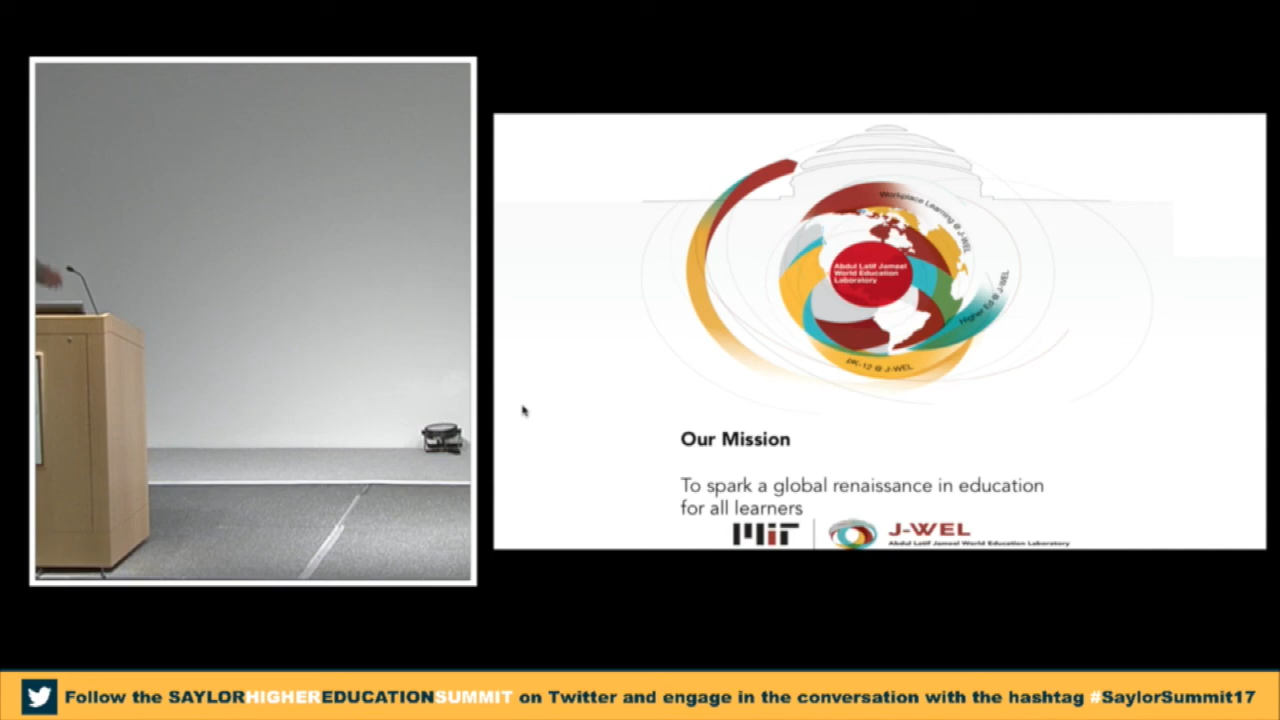 Workplace Learning @ J-WEL
Abdul Latif Jameel
World Education
Laboratory
Higher Ed @ J-WEL
pK-12 @ J-WEL
Our Mission
To spark a global renaissance in education
for all learners
MIT
J-WEL
Abdul Latif Jameel World Education Laboratory
Follow the SAYLORHIGHEREDUCATIONSUMMIT on Twitter and engage in the conversation with the hashtag #SaylorSummit17